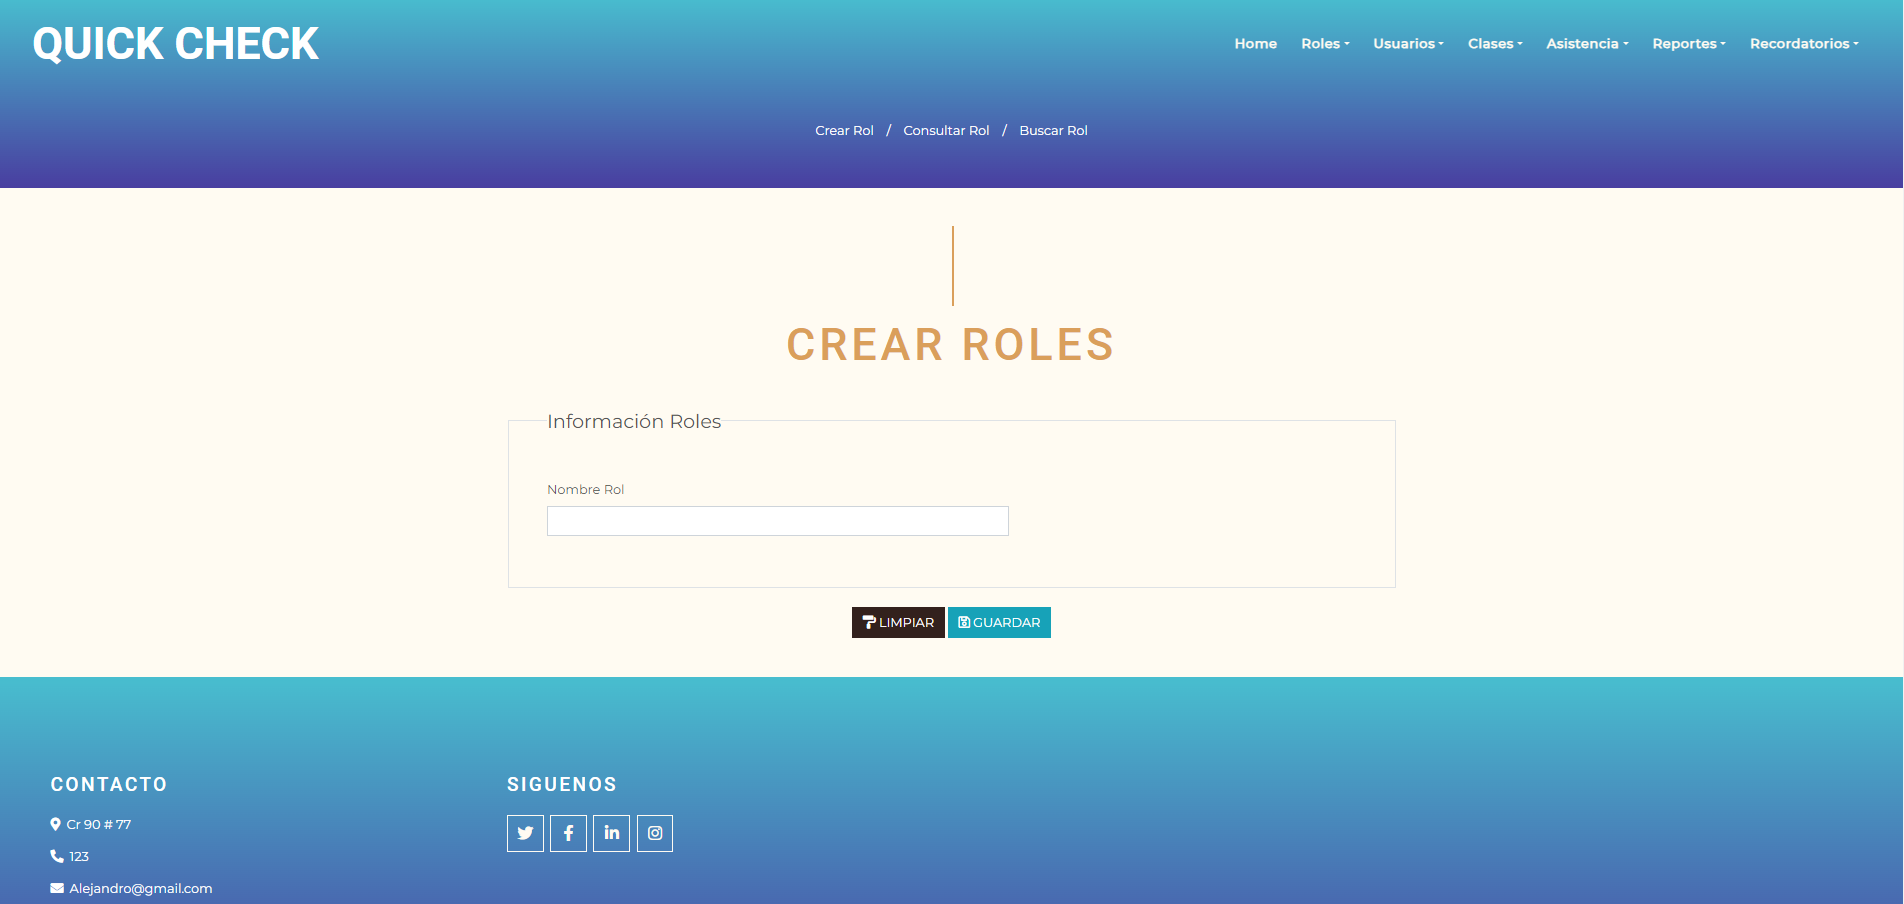 QUICK CHECK
Home Roles Usuarios Clases Asistencia Reportes Recordatorios
Crear Rol / Consultar Rol / Buscar Rol
CREAR ROLES
Información Roles
Nombre Rol
LIMPIAR GUARDAR
CONTACTO
Cr 90 # 77
123
Alejandro@gmail.com
SIGUENOS